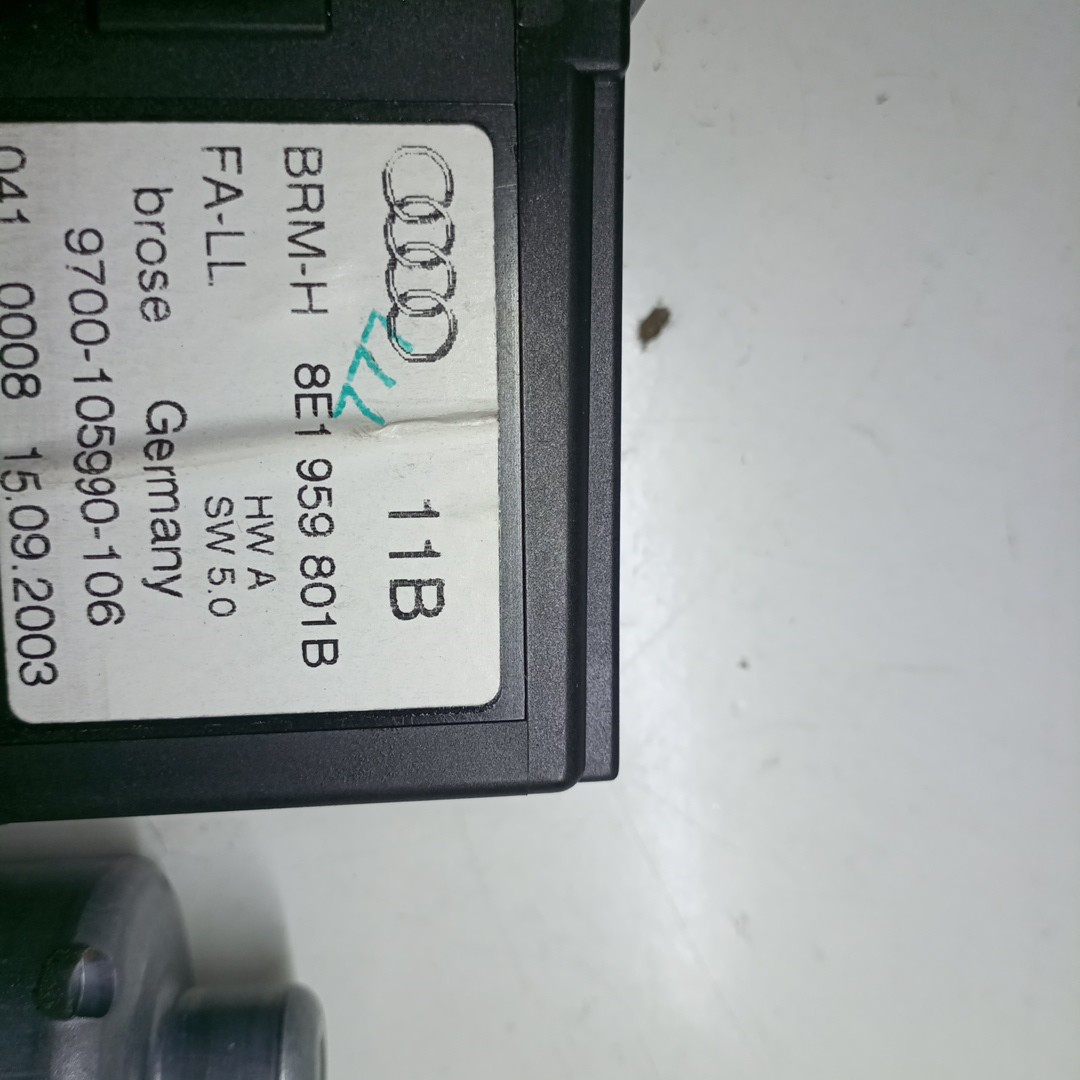 11B
BRM-H 8E1 959 801B
HW A
FA-LL SW 5.0
brose Germany
9700-105990-106
041 0008 15.09.2003